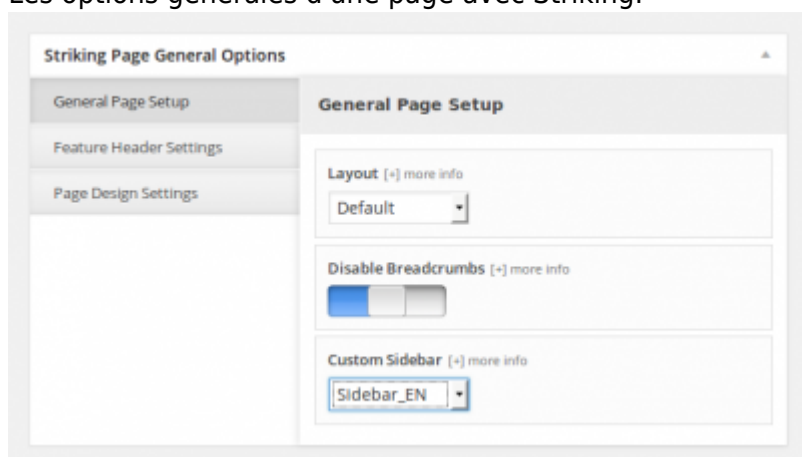 Les options générales d'une page avec Striking.
Striking Page General Options
General Page Setup
Feature Header Settings
Page Design Settings
General Page Setup
Layout [+] more info
Default
Disable Breadcrumbs [+] more info
Custom Sidebar [+] more info
Sidebar_EN